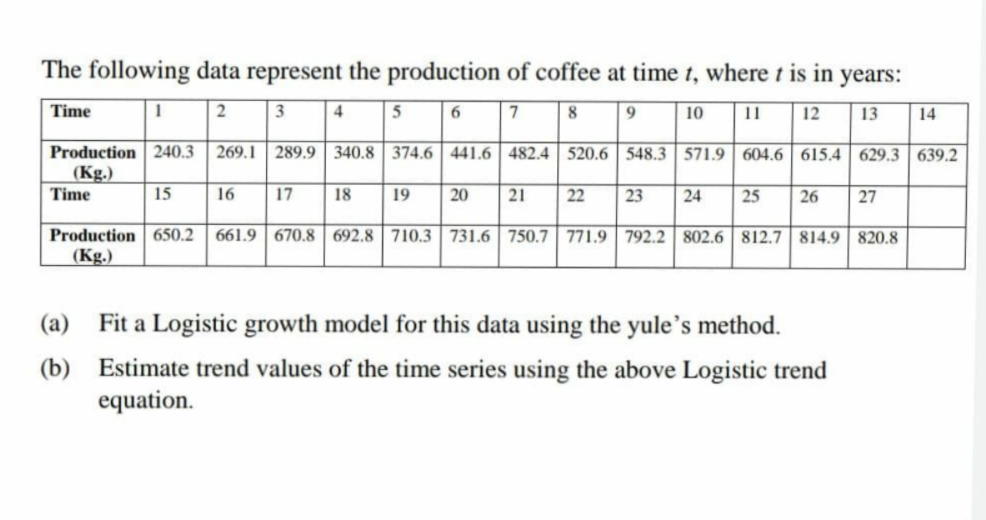 The following data represent the production of coffee at time t, where t is in years:
Time 1 2 3 4 5 6 7 8 9 10 11 12 13 14
Production 240.3 269.1 289.9 340.8 374.6 441.6 482.4 520.6 548.3 571.9 604.6 615.4 629.3 639.2
(Kg.)
Time 15 16 17 18 19 20 21 22 23 24 25 26 27
Production 650.2 661.9 670.8 692.8 710.3 731.6 750.7 771.9 792.2 802.6 812.7 814.9 820.8
(Kg.)
(a) Fit a Logistic growth model for this data using the yule’s method.
(b) Estimate trend values of the time series using the above Logistic trend
equation.